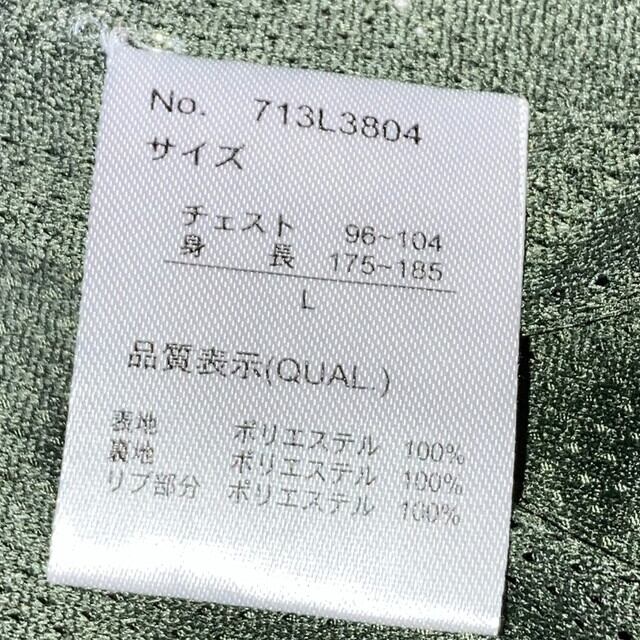 No. 713L3804
サイズ
チェスト 96~104
身長 175~185
L
品質表示(QUAL.)
表地 ポリエステル 100%
裏地 ポリエステル 100%
リブ部分 ポリエステル 100%